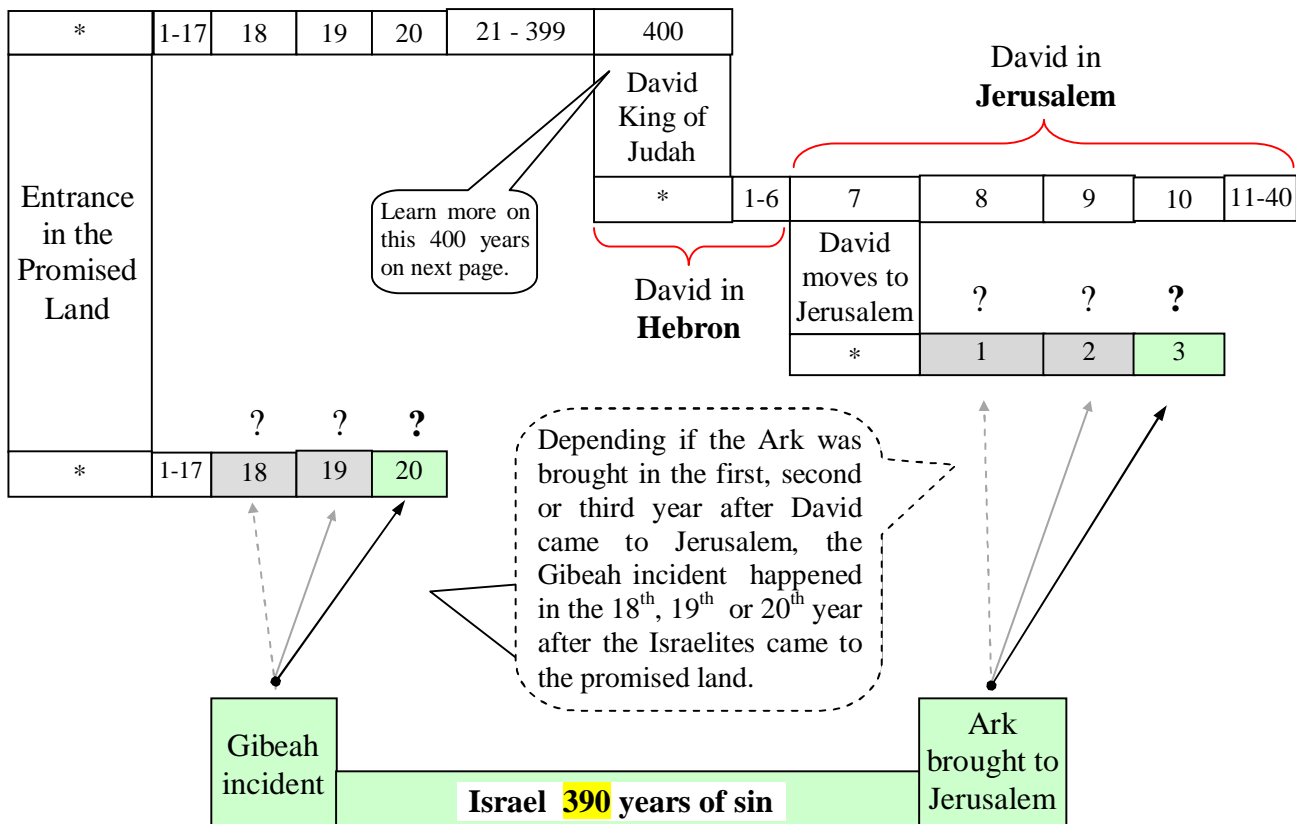 * 1-17 18 19 20 21 - 399 400
David
King of
Judah
David in
Jerusalem
Entrance
in the
Promised
Land
Learn more on
this 400 years
on next page.
* 1-6 7 8 9 10 11-40
David in
Hebron
David
moves to
Jerusalem
? ? ?
* 1 2 3
? ? ?
* 1-17 18 19 20
Depending if the Ark was
brought in the first, second
or third year after David
came to Jerusalem, the
Gibeah incident happened
in the 18th, 19th or 20th year
after the Israelites came to
the promised land.
Gibeah
incident
Ark
brought to
Jerusalem
Israel 390 years of sin